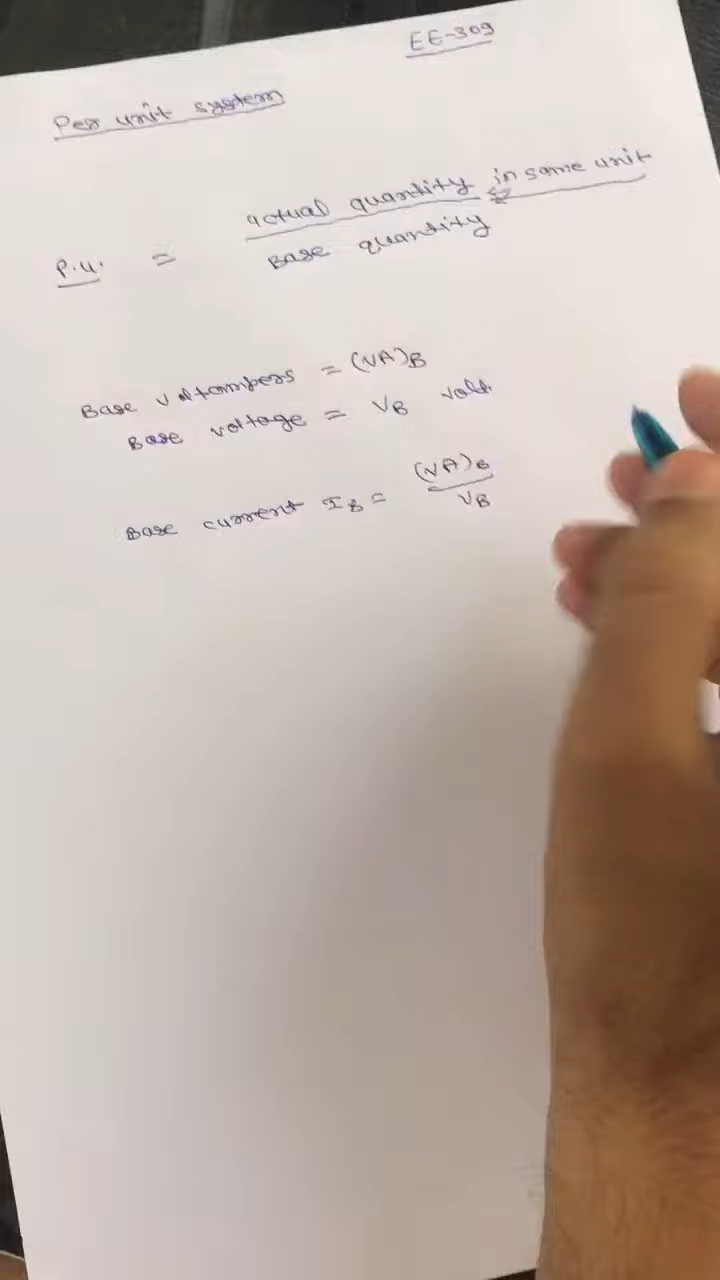 EE-309
Per unit system
P.U. = actual quantity / Base quantity in same unit
Base Voltampers = (VA)B
Base voltage = VB Volt.
Base current IB = (VA)B / VB